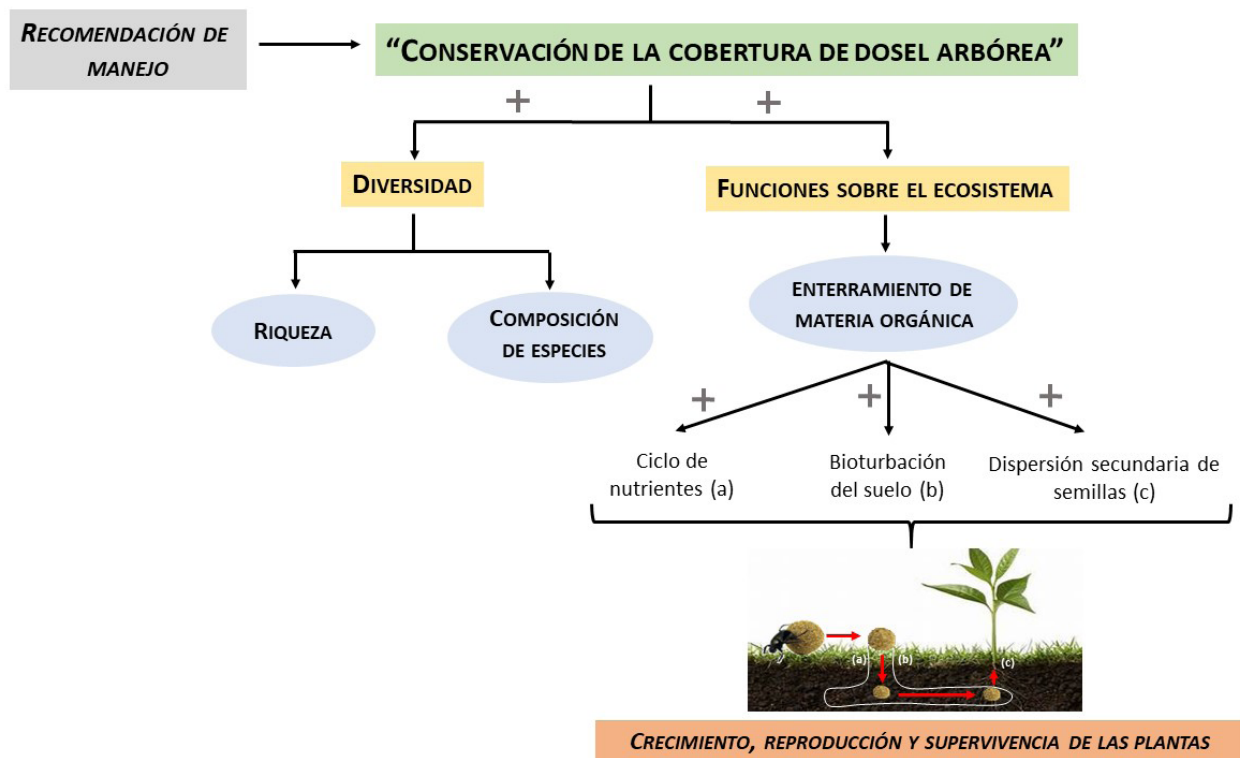 RECOMENDACIÓN DE
MANEJO
“CONSERVACIÓN DE LA COBERTURA DE DOSEL ARBÓREA”
+
+
DIVERSIDAD
FUNCIONES SOBRE EL ECOSISTEMA
RIQUEZA
COMPOSICIÓN
DE ESPECIES
ENTERRAMIENTO DE
MATERIA ORGÁNICA
+
+
+
Ciclo de
nutrientes (a)
Bioturbación
del suelo (b)
Dispersión secundaria de
semillas (c)
(a)
(b)
(c)
CRECIMIENTO, REPRODUCCIÓN Y SUPERVIVENCIA DE LAS PLANTAS